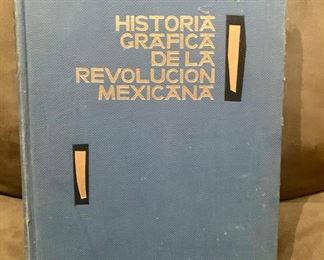 HISTORIA
GRAFICA
DE LA
REVOLUCION
MEXICANA